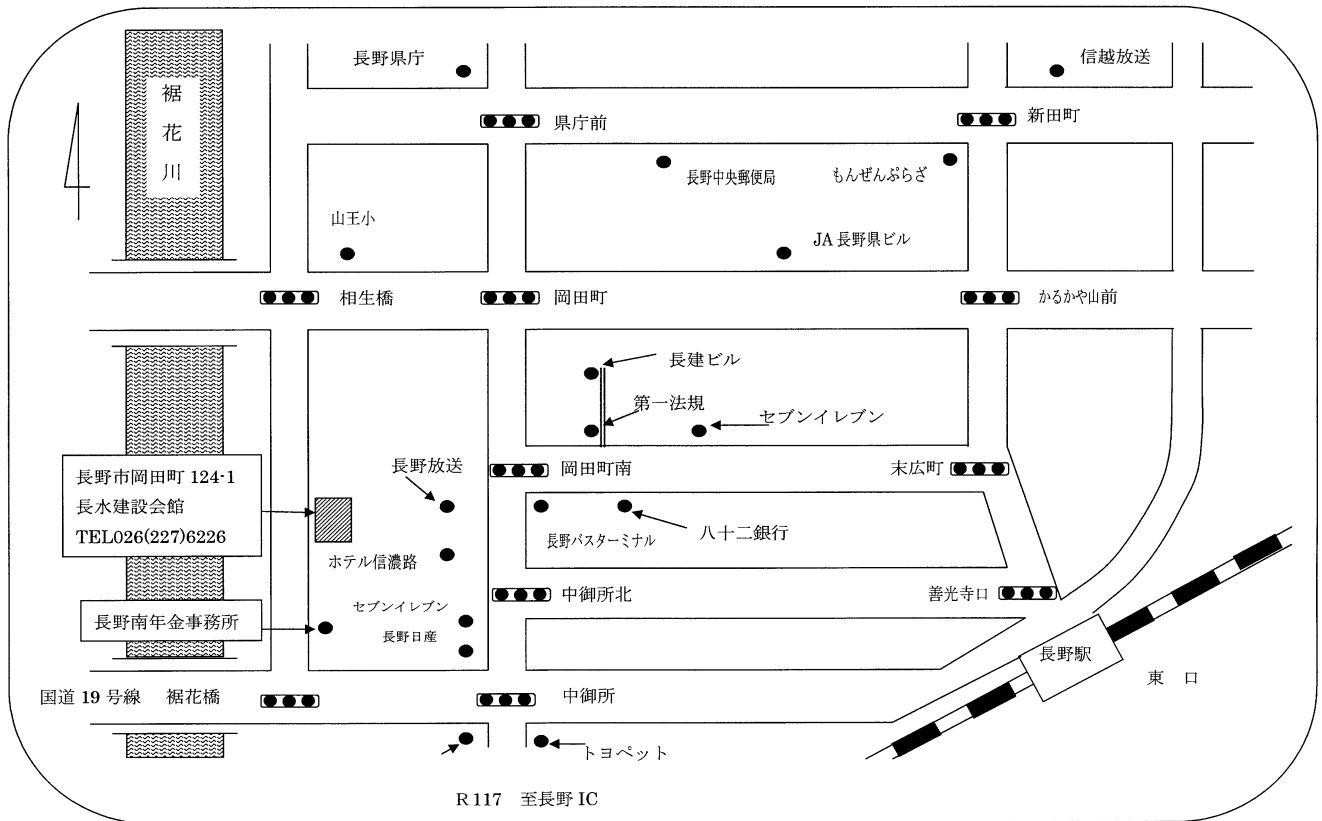 長野県庁
信越放送
裾花川
県庁前
新田町
長野中央郵便局
もんぜんぷらざ
山王小
JA長野県ビル
相生橋
岡田町
かるかや山前
長建ビル
第一法規
セブンイレブン
長野放送
岡田町南
末広町
長野市岡田町 124-1
長水建設会館
TEL026(227)6226
長野バスターミナル
八十二銀行
ホテル信濃路
中御所北
善光寺口
セブンイレブン
長野日産
長野南年金事務所
長野駅
東 口
国道 19 号線 裾花橋
中御所
トヨペット
R117 至長野 IC